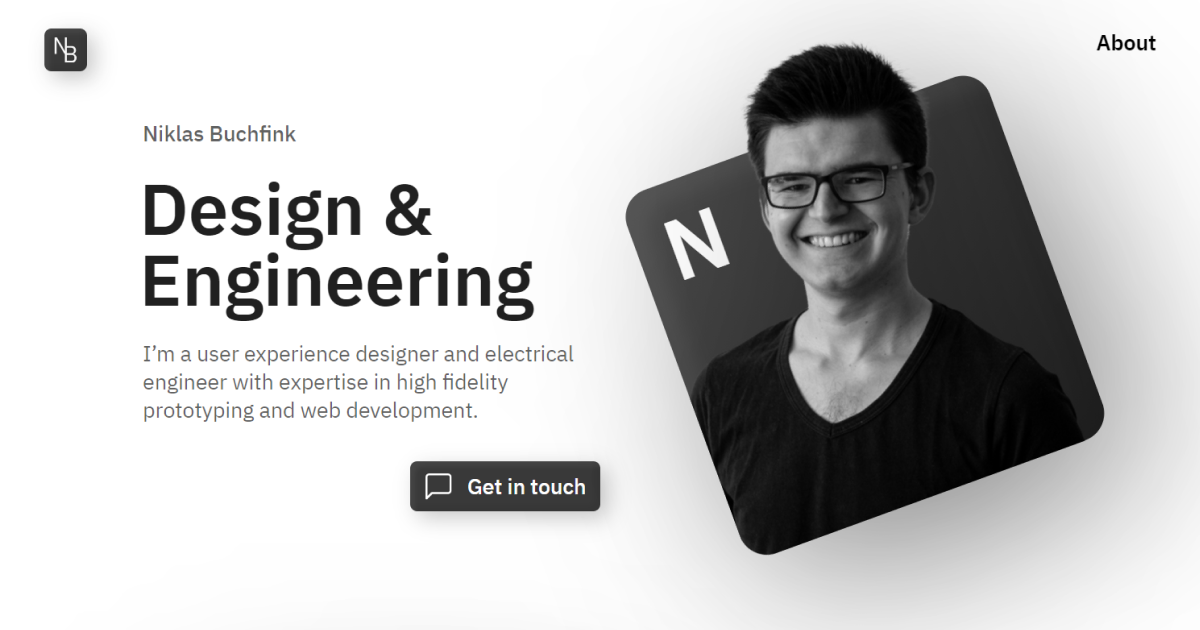 NB
About
Niklas Buchfink
Design &
Engineering
N
I’m a user experience designer and electrical
engineer with expertise in high fidelity
prototyping and web development.
Get in touch